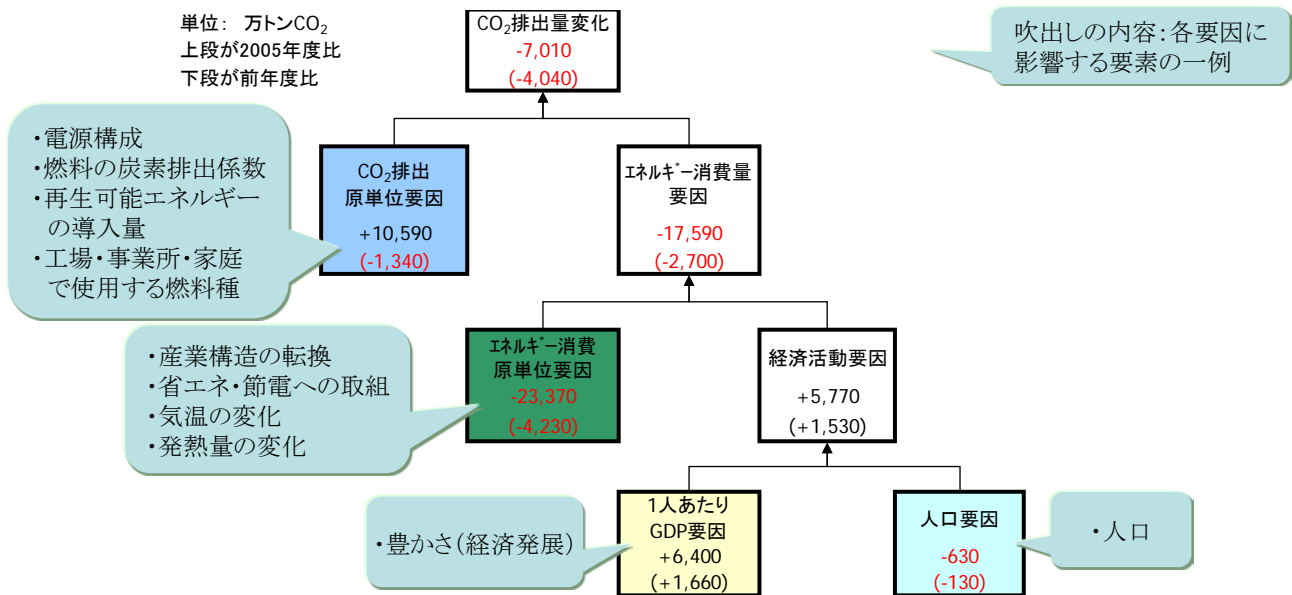 単位： 万トンCO₂
上段が2005年度比
下段が前年度比
CO₂排出量変化
-7,010
(-4,040)
吹出しの内容：各要因に
影響する要素の一例
・電源構成
・燃料の炭素排出係数
・再生可能エネルギー
の導入量
・工場・事業所・家庭
で使用する燃料種
CO₂排出
原単位要因
+10,590
(-1,340)
ｴﾈﾙｷﾞｰ消費量
要因
-17,590
(-2,700)
・産業構造の転換
・省エネ・節電への取組
・気温の変化
・発熱量の変化
ｴﾈﾙｷﾞｰ消費
原単位要因
-23,370
(-4,230)
経済活動要因
+5,770
(+1,530)
・豊かさ（経済発展）
1人あたり
GDP要因
+6,400
(+1,660)
人口要因
-630
(-130)
・人口